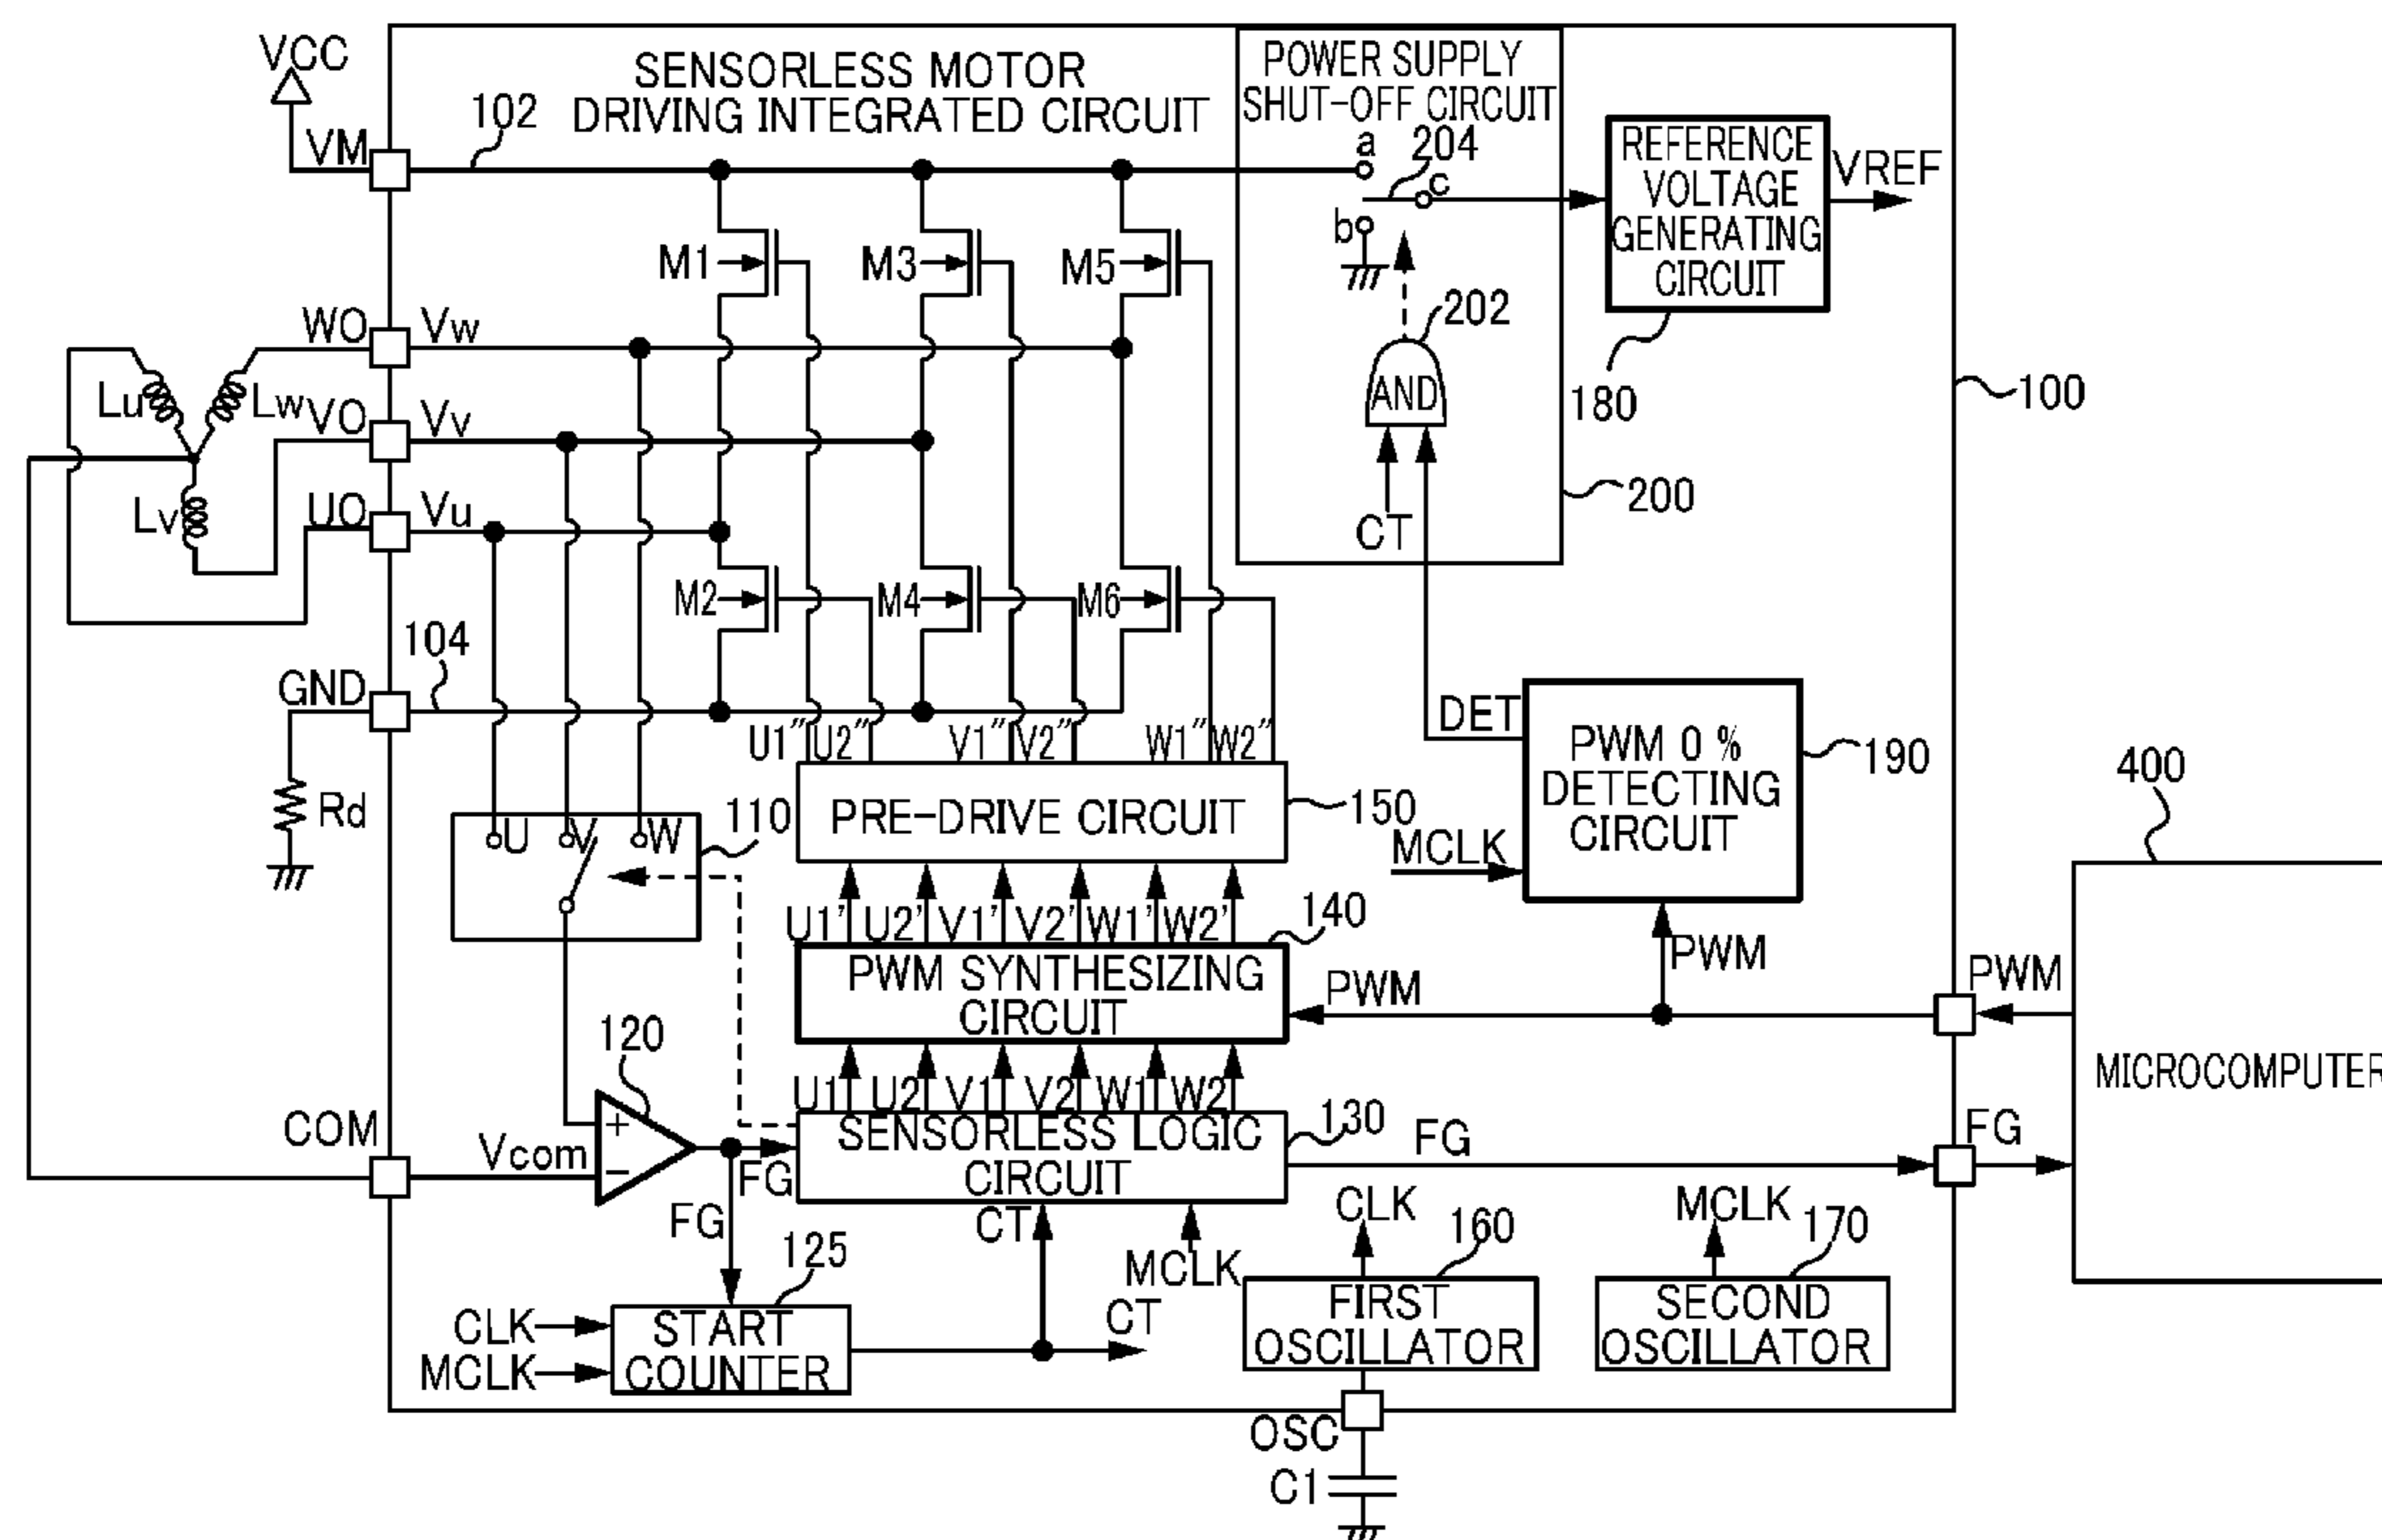 VCC
SENSORLESS MOTOR
DRIVING INTEGRATED CIRCUIT
102
VM
POWER SUPPLY
SHUT-OFF CIRCUIT
a
204
c
b
REFERENCE
VOLTAGE
GENERATING
CIRCUIT
VREF
M1
M3
M5
202
AND
180
100
WO
Vw
Lu
Lw
VO
Vv
Lv
UO
Vu
CT
200
M2
M4
M6
104
GND
Rd
U1"
U2"
V1"
V2"
W1"
W2"
DET
PWM 0 %
DETECTING
CIRCUIT
190
MCLK
400
U
V
W
110
PRE-DRIVE CIRCUIT
150
U1'
U2'
V1'
V2'
W1'
W2'
140
PWM
PWM SYNTHESIZING
CIRCUIT
PWM
PWM
MICROCOMPUTER
120
U1
U2
V1
V2
W1
W2
COM
Vcom
+
−
FG
SENSORLESS LOGIC
CIRCUIT
130
FG
FG
FG
CT
MCLK
125
CLK
MCLK
START
COUNTER
CT
CLK
160
FIRST
OSCILLATOR
MCLK
170
SECOND
OSCILLATOR
OSC
C1